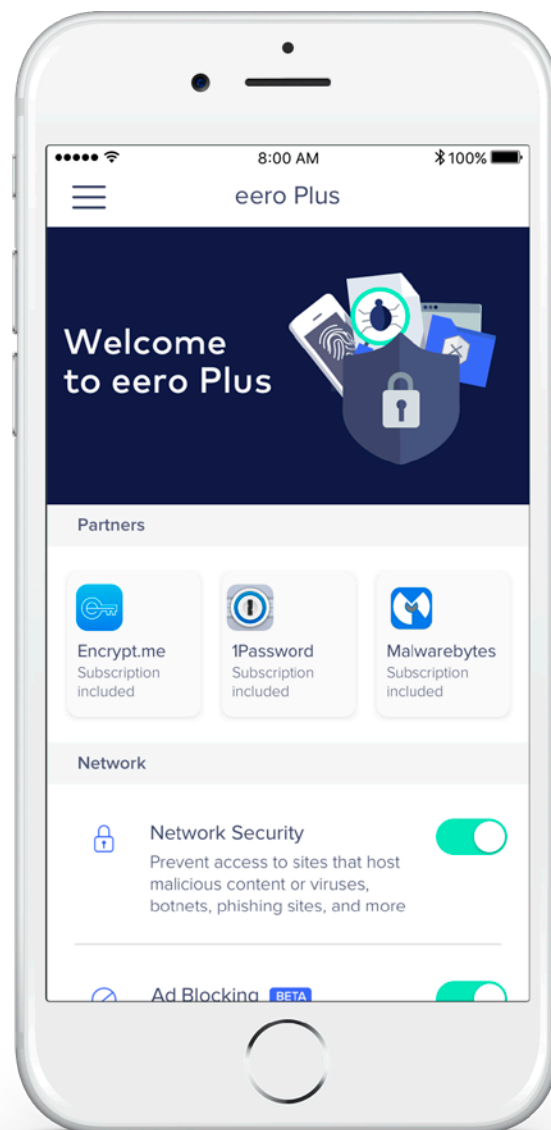 8:00 AM
100%
eero Plus
Welcome
to eero Plus
Partners
Encrypt.me
Subscription
included
1Password
Subscription
included
Malwarebytes
Subscription
included
Network
Network Security
Prevent access to sites that host
malicious content or viruses,
botnets, phishing sites, and more
Ad Blocking BETA